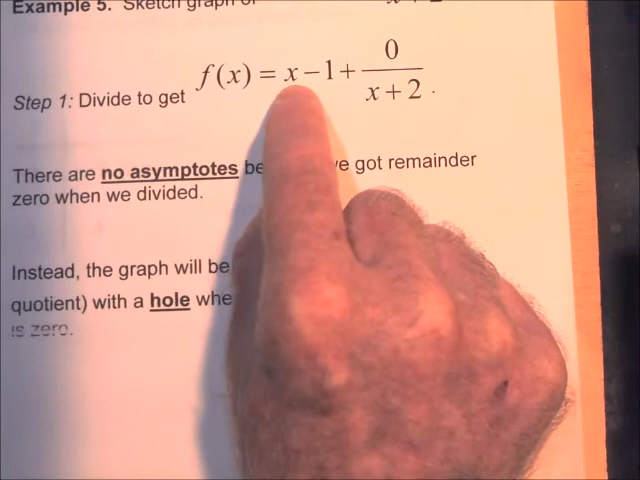 Example 5. Sketch graph of
Step 1: Divide to get f(x) = x − 1 + 0/(x + 2).
There are no asymptotes be ve got remainder
zero when we divided.
Instead, the graph will be
quotient) with a hole whe
is zero.